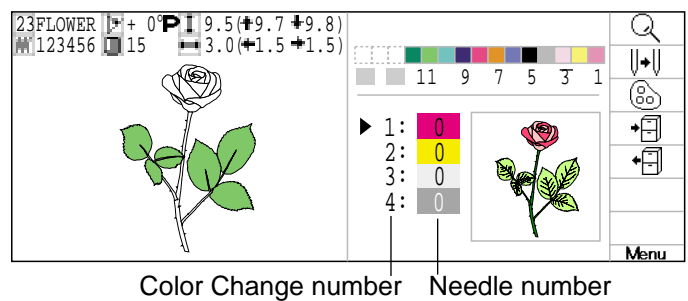 23FLOWER + 0° P 9.5(+9.7 +9.8)
123456 15 3.0(+1.5 +1.5)
11 9 7 5 3 1
1: 0
2: 0
3: 0
4: 0
Menu
Color Change number Needle number